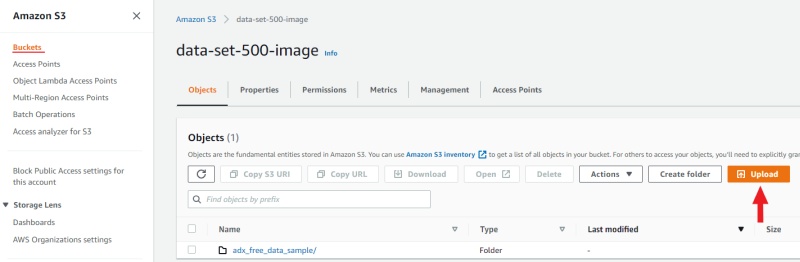 Amazon S3
Buckets
Access Points
Object Lambda Access Points
Multi-Region Access Points
Batch Operations
Access analyzer for S3
Block Public Access settings for
this account
Storage Lens
Dashboards
AWS Organizations settings
Amazon S3 > data-set-500-image
data-set-500-image Info
Objects Properties Permissions Metrics Management Access Points
Objects (1)
Objects are the fundamental entities stored in Amazon S3. You can use Amazon S3 inventory to get a list of all objects in your bucket. For others to access your objects, you'll need to explicitly gran
Copy S3 URI Copy URL Download Open Delete Actions Create folder Upload
Find objects by prefix
Name Type Last modified Size
adx_free_data_sample/ Folder -